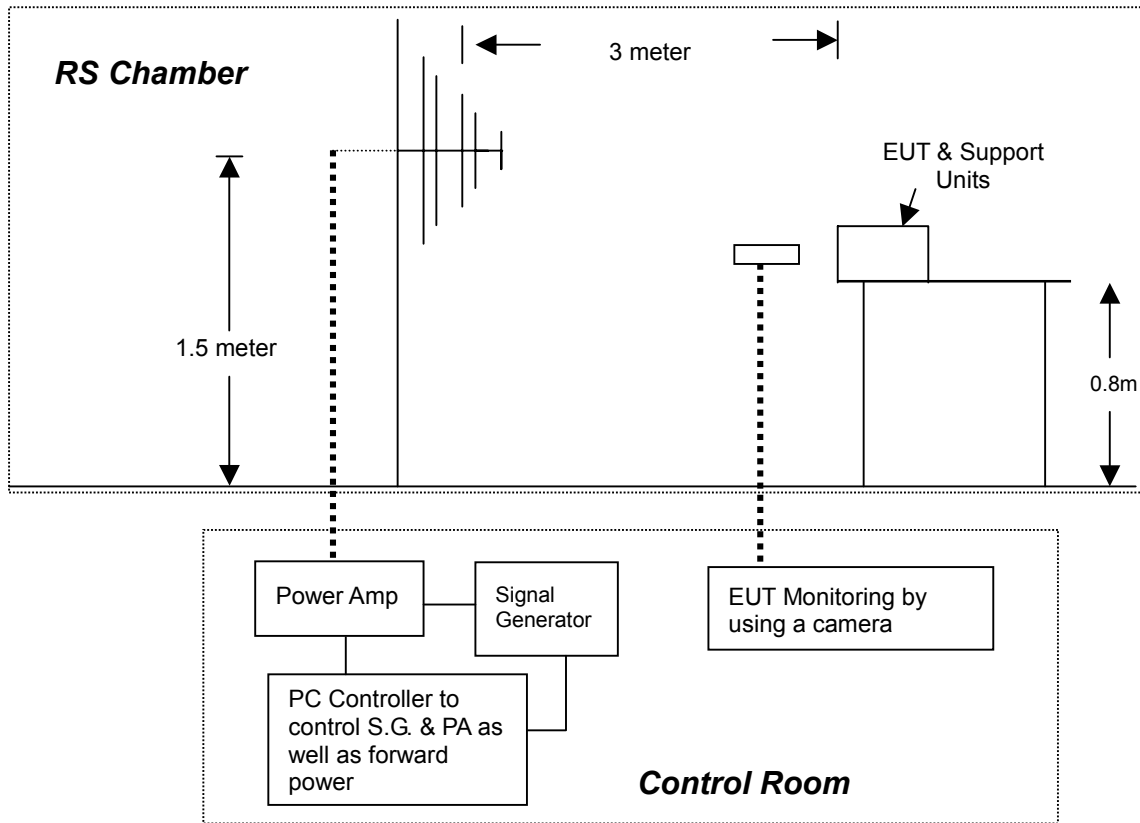 3 meter
RS Chamber
EUT & Support
Units
1.5 meter
0.8m
Power Amp
Signal
Generator
EUT Monitoring by
using a camera
PC Controller to
control S.G. & PA as
well as forward
power
Control Room